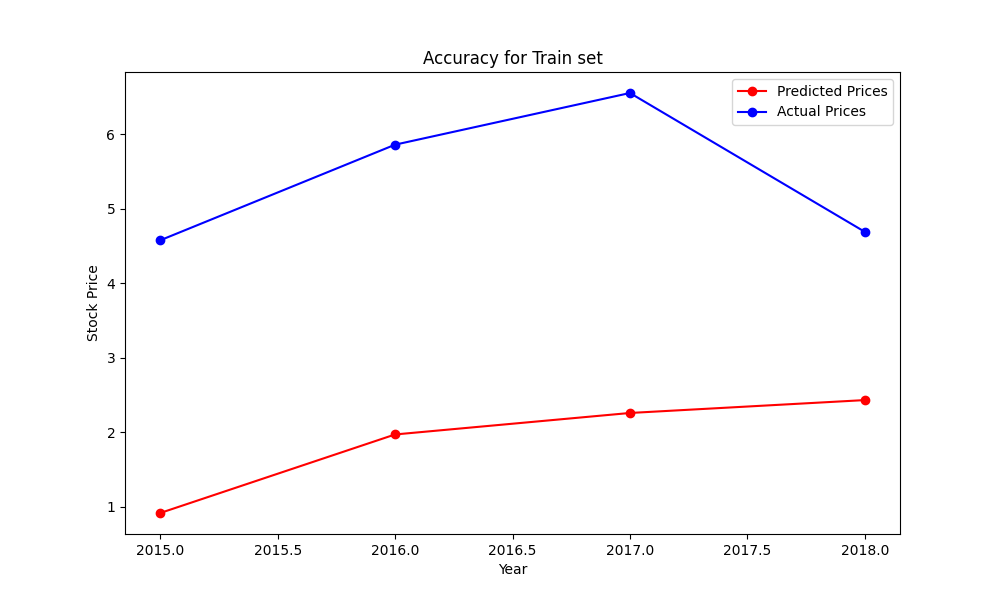 Accuracy for Train set
Predicted Prices
Actual Prices
6
5
4
3
2
1
Stock Price
2015.0 2015.5 2016.0 2016.5 2017.0 2017.5 2018.0
Year